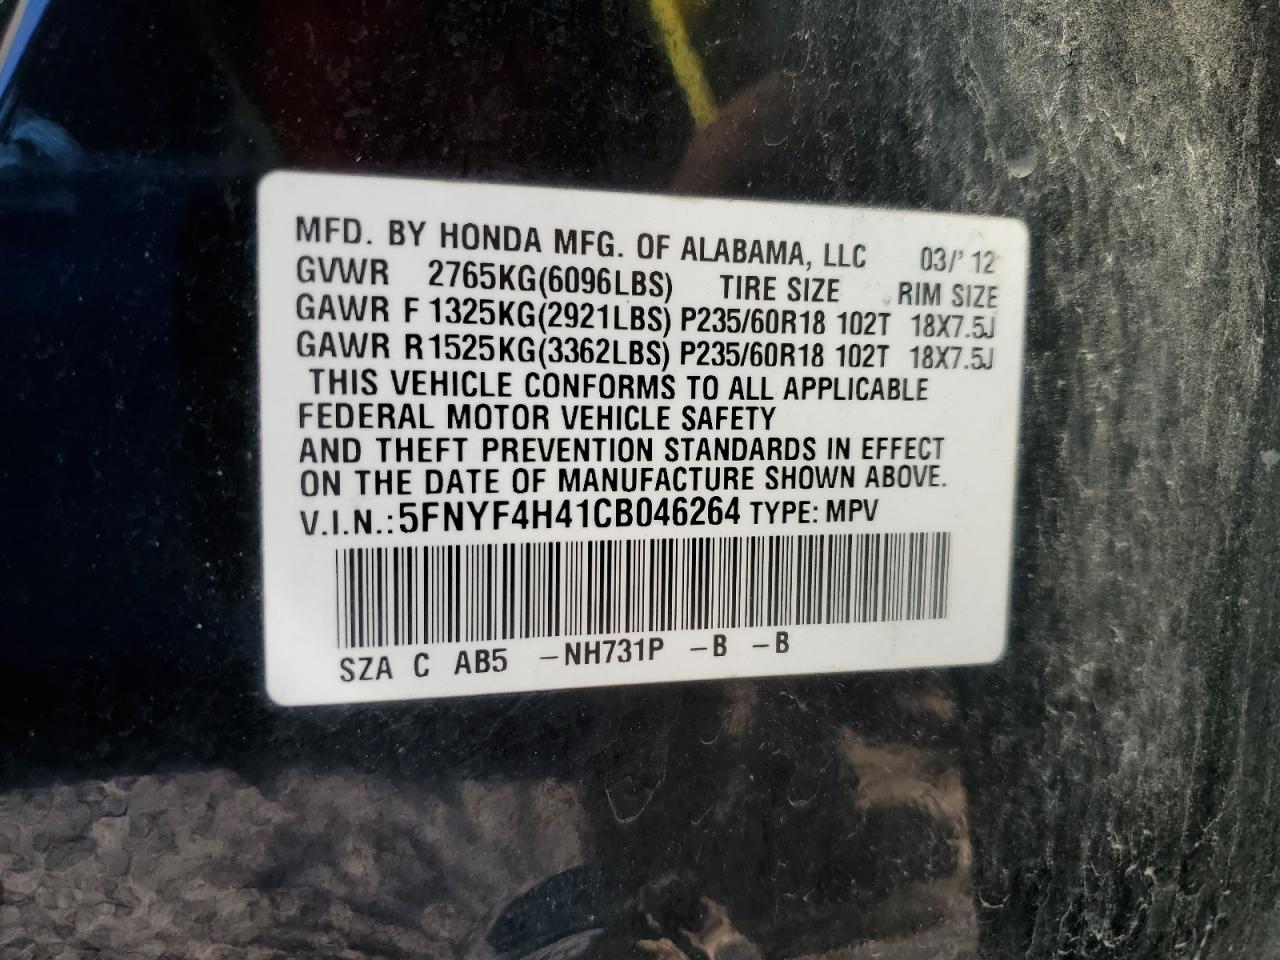 MFD. BY HONDA MFG. OF ALABAMA, LLC 03/'12
GVWR 2765KG(6096LBS) TIRE SIZE RIM SIZE
GAWR F 1325KG(2921LBS) P235/60R18 102T 18X7.5J
GAWR R1525KG(3362LBS) P235/60R18 102T 18X7.5J
THIS VEHICLE CONFORMS TO ALL APPLICABLE
FEDERAL MOTOR VEHICLE SAFETY
AND THEFT PREVENTION STANDARDS IN EFFECT
ON THE DATE OF MANUFACTURE SHOWN ABOVE.
V.I.N.:5FNYF4H41CB046264 TYPE: MPV
SZA C AB5 -NH731P -B -B